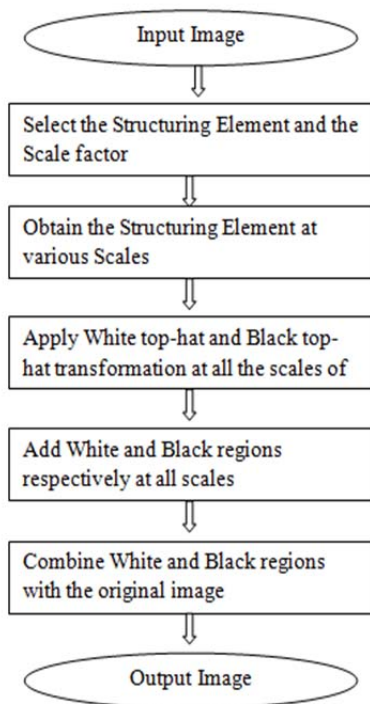 Input Image
Select the Structuring Element and the
Scale factor
Obtain the Structuring Element at
various Scales
Apply White top-hat and Black top-
hat transformation at all the scales of
Add White and Black regions
respectively at all scales
Combine White and Black regions
with the original image
Output Image